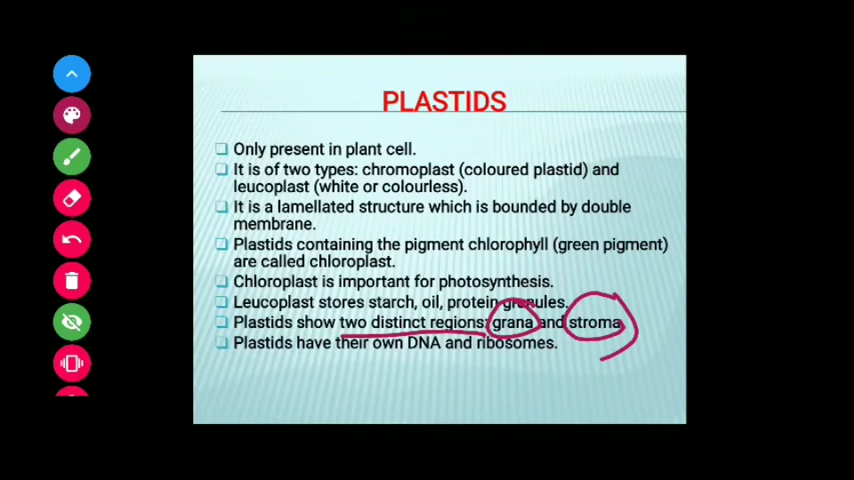 PLASTIDS
Only present in plant cell.
It is of two types: chromoplast (coloured plastid) and
leucoplast (white or colourless).
It is a lamellated structure which is bounded by double
membrane.
Plastids containing the pigment chlorophyll (green pigment)
are called chloroplast.
Chloroplast is important for photosynthesis.
Leucoplast stores starch, oil, protein granules.
Plastids show two distinct regions: grana and stroma
Plastids have their own DNA and ribosomes.